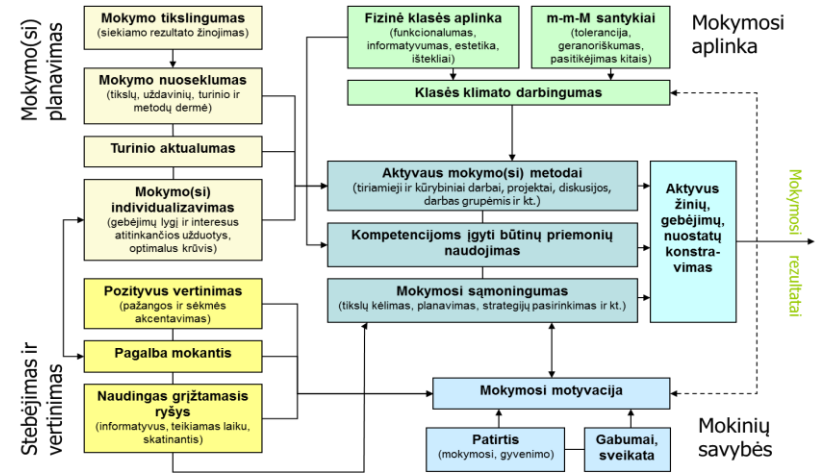 Mokymo(si)
planavimas
Mokymo tikslingumas
(siekiamo rezultato žinojimas)
Mokymo nuoseklumas
(tikslų, uždavinių, turinio ir
metodų dermė)
Turinio aktualumas
Mokymo(si)
individualizavimas
(gebėjimų lygį ir interesus
atitinkančios užduotys,
optimalus krūvis)
Fizinė klasės aplinka
(funkcionalumas,
informatyvumas, estetika,
ištekliai)
m-m-M santykiai
(tolerancija,
geranoriškumas,
pasitikėjimas kitais)
Mokymosi
aplinka
Klasės klimato darbingumas
Aktyvaus mokymo(si) metodai
(tiriamieji ir kūrybiniai darbai, projektai, diskusijos,
darbas grupėmis ir kt.)
Kompetencijoms įgyti būtinų priemonių
naudojimas
Mokymosi sąmoningumas
(tikslų kėlimas, planavimas, strategijų pasirinkimas ir kt.)
Aktyvus
žinių,
gebėjimų,
nuostatų
konstra-
vimas
Mokymosi
rezultatai
Stebėjimas ir
vertinimas
Pozityvus vertinimas
(pažangos ir sėkmės
akcentavimas)
Pagalba mokantis
Naudingas grįžtamasis
ryšys
(informatyvus, teikiamas laiku,
skatinantis)
Mokymosi motyvacija
Patirtis
(mokymosi, gyvenimo)
Gabumai,
sveikata
Mokinių
savybės